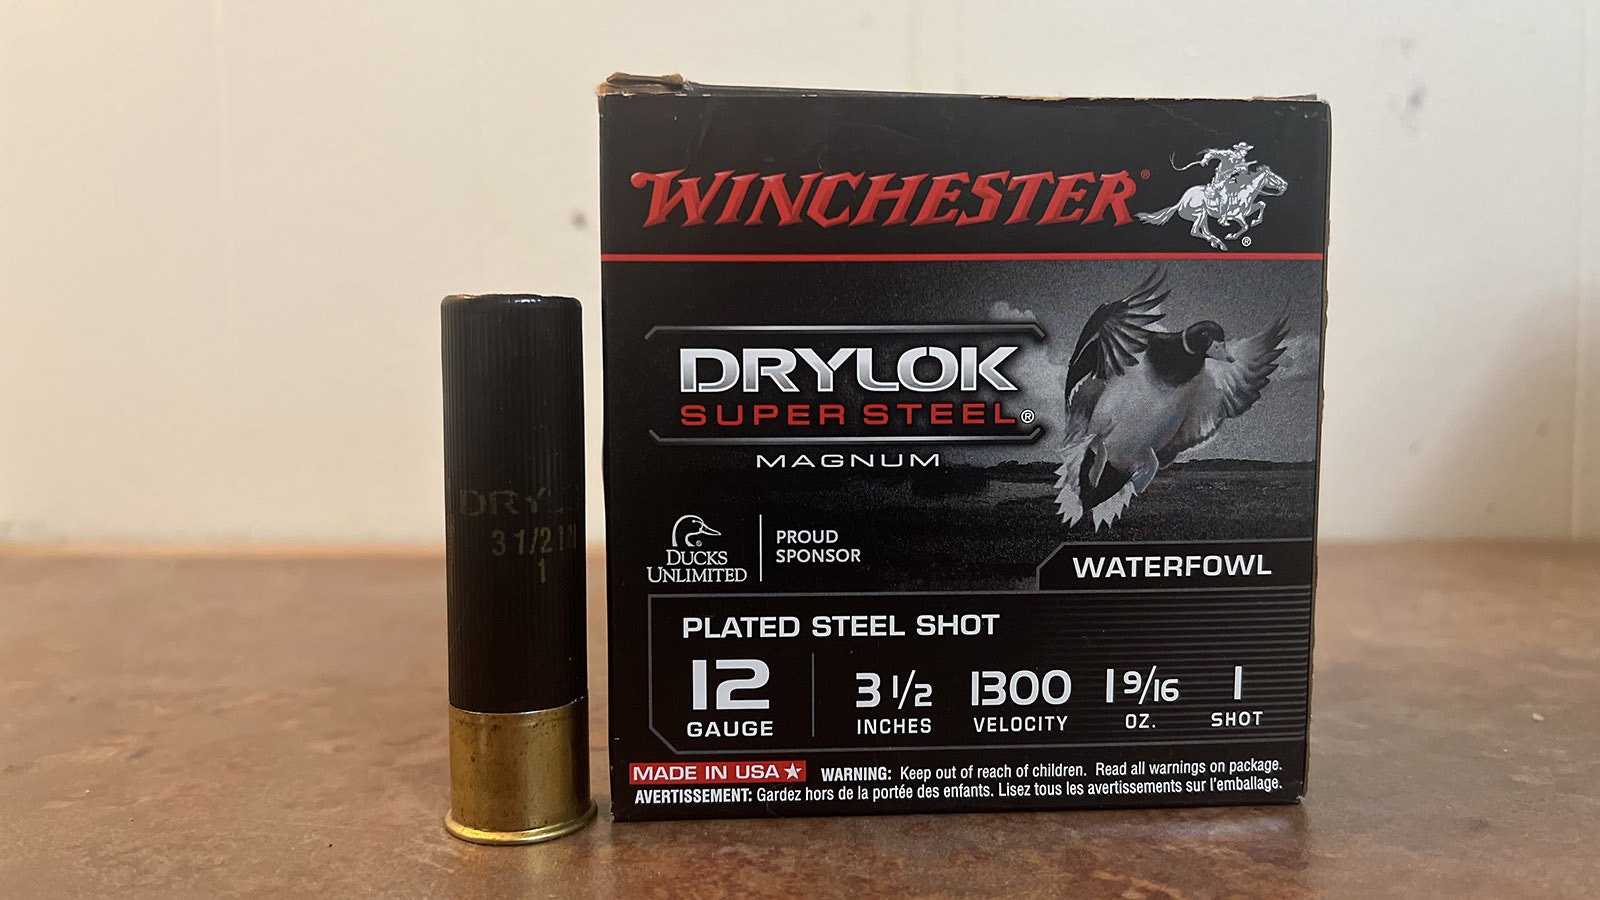 WINCHESTER®
®
DRYLOK
SUPER STEEL®
MAGNUM
DUCKS
UNLIMITED
PROUD
SPONSOR
WATERFOWL
PLATED STEEL SHOT
12
GAUGE
3 1/2
INCHES
1300
VELOCITY
1 9/16
OZ.
1
SHOT
MADE IN USA
WARNING: Keep out of reach of children. Read all warnings on package.
AVERTISSEMENT: Gardez hors de la portée des enfants. Lisez tous les avertissements sur l'emballage.
DRYL
3 1/2 IN
1